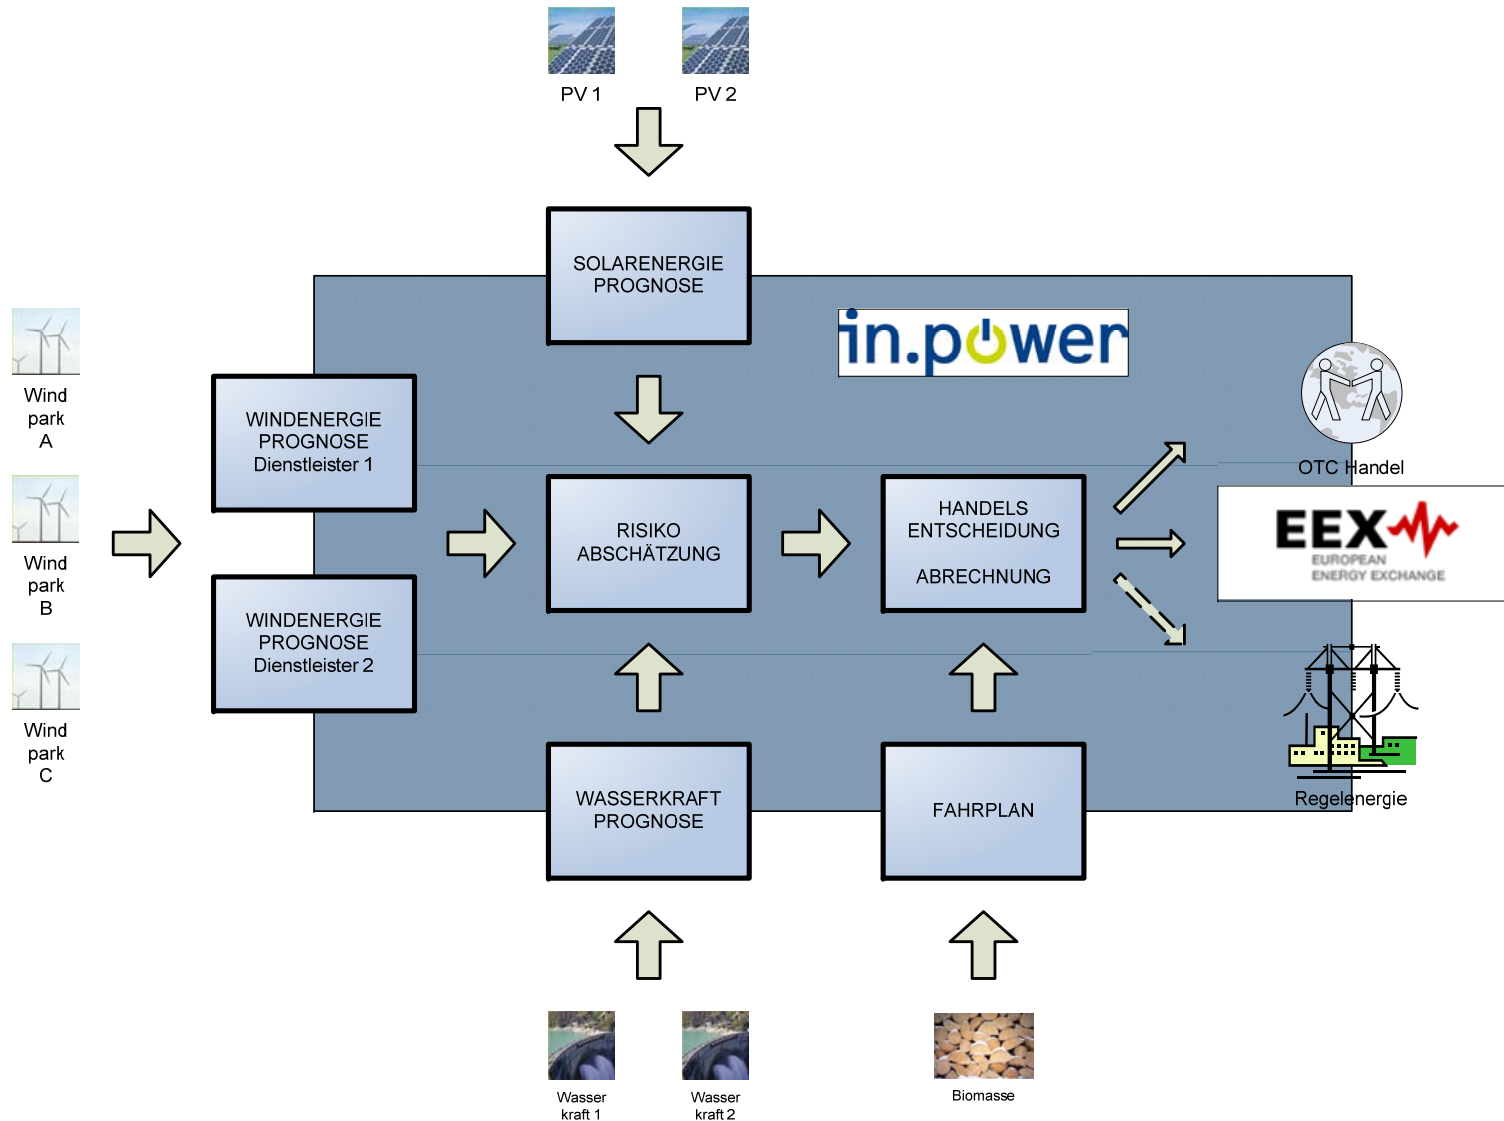 PV 1
PV 2
SOLARENERGIE
PROGNOSE
in.power
Wind
park
A
WINDENERGIE
PROGNOSE
Dienstleister 1
OTC Handel
Wind
park
B
RISIKO
ABSCHÄTZUNG
HANDELS
ENTSCHEIDUNG
ABRECHNUNG
EEX
EUROPEAN
ENERGY EXCHANGE
WINDENERGIE
PROGNOSE
Dienstleister 2
Wind
park
C
WASSERKRAFT
PROGNOSE
FAHRPLAN
Regelenergie
Wasser
kraft 1
Wasser
kraft 2
Biomasse